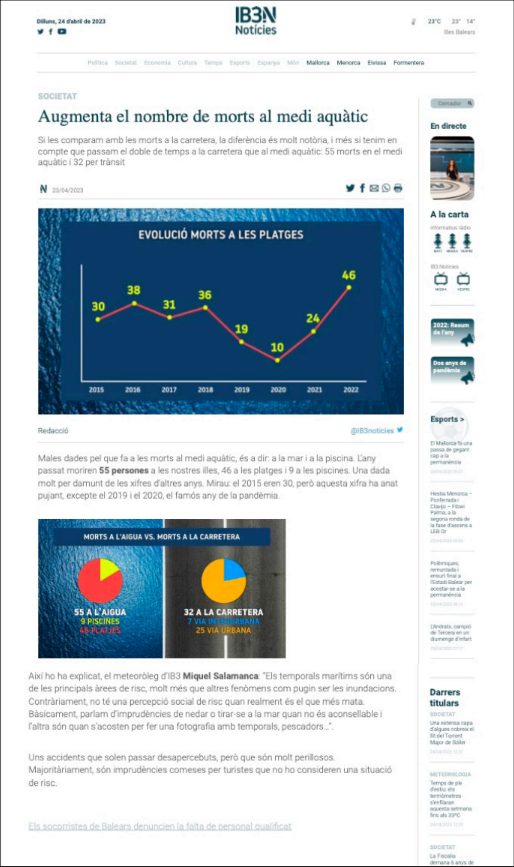 Dilluns, 24 d'abril de 2023
IB3N
Notícies
23°C 23° 14°
Illes Balears
Política Societat Economia Cultura Temps Esports Espanya Món Mallorca Menorca Eivissa Formentera
SOCIETAT
Augmenta el nombre de morts al medi aquàtic
Si les comparam amb les morts a la carretera, la diferència és molt notòria, i més si tenim en
compte que passam el doble de temps a la carretera que al medi aquàtic: 55 morts en el medi
aquàtic i 32 per trànsit
N 23/04/2023
EVOLUCIÓ MORTS A LES PLATGES
30 38 31 36 19 10 24 46
2015 2016 2017 2018 2019 2020 2021 2022
Redacció
@IB3noticies
Males dades pel que fa a les morts al medi aquàtic, és a dir: a la mar i a la piscina. L'any
passat moriren 55 persones a les nostres illes, 46 a les platges i 9 a les piscines. Una dada
molt per damunt de les xifres d'altres anys. Mirau: el 2015 eren 30, però aquesta xifra ha anat
pujant, excepte el 2019 i el 2020, el famós any de la pandèmia.
MORTS A L'AIGUA VS. MORTS A LA CARRETERA
55 A L'AIGUA
9 PISCINES
46 PLATJES
32 A LA CARRETERA
7 VIA INTERURBANA
25 VIA URBANA
Així ho ha explicat, el meteoròleg d'IB3 Miquel Salamanca: "Els temporals marítims són una
de les principals àrees de risc, molt més que altres fenòmens com pugin ser les inundacions.
Contràriament, no té una percepció social de risc quan realment és el que més mata.
Bàsicament, parlam d'imprudències de nedar o tirar-se a la mar quan no és aconsellable i
l'altra són quan s'acosten per fer una fotografia amb temporals, pescadors...".
Uns accidents que solen passar desapercebuts, però que són molt perillosos.
Majoritàriament, són imprudències comeses per turistes que no ho consideren una situació
de risc.
Els socorristes de Balears denuncien la falta de personal qualificat
Cercador
En directe
A la carta
Informatius ràdio
IB3 Notícies
2022: Resum
de l'any
Dos anys de
pandèmia
Esports >
El Mallorca fa una
passa de gegant
cap a la
permanència
Hestia Menorca –
Ponferrada i
Clavijo – Fibwi
Palma, a la
segona ronda de
la fase d'ascens a
LEB Or
Polèmiques,
remuntada i
ensurt final a
l'Estadi Balear per
acostar-se a la
permanència
L'Andratx, campió
de Tercera en un
diumenge d'infart
Darrers
titulars
SOCIETAT
Una extensa capa
d'algues cobreix el
llit del Torrent
Major de Sóller
METEOROLOGIA
Temps de ple
d'estiu: els
termòmetres
s'enfilaran
aquesta setmana
fins als 33ºC
SOCIETAT
La Fiscalia
demana 6 anys de